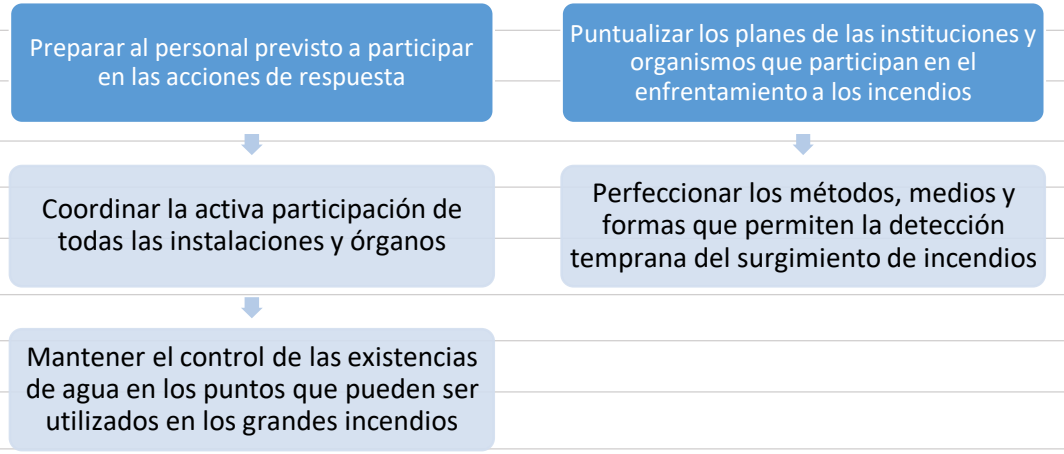 Preparar al personal previsto a participar
en las acciones de respuesta
Coordinar la activa participación de
todas las instalaciones y órganos
Mantener el control de las existencias
de agua en los puntos que pueden ser
utilizados en los grandes incendios
Puntualizar los planes de las instituciones y
organismos que participan en el
enfrentamiento a los incendios
Perfeccionar los métodos, medios y
formas que permiten la detección
temprana del surgimiento de incendios